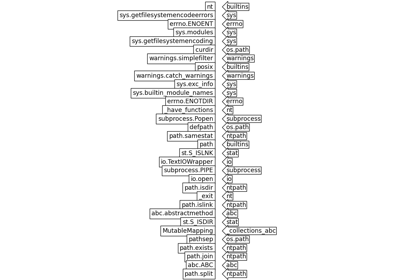 nt builtins
sys.getfilesystemencodeerrors sys
errno.ENOENT errno
sys.modules sys
sys.getfilesystemencoding sys
curdir os.path
warnings.simplefilter warnings
posix builtins
warnings.catch_warnings warnings
sys.exc_info sys
sys.builtin_module_names sys
errno.ENOTDIR errno
_have_functions nt
subprocess.Popen subprocess
defpath os.path
path.samestat ntpath
path builtins
st.S_ISLNK stat
io.TextIOWrapper io
subprocess.PIPE subprocess
io.open io
path.isdir ntpath
_exit nt
path.islink ntpath
abc.abstractmethod abc
st.S_ISDIR stat
MutableMapping _collections_abc
pathsep os.path
path.exists ntpath
path.join ntpath
abc.ABC abc
path.split ntpath